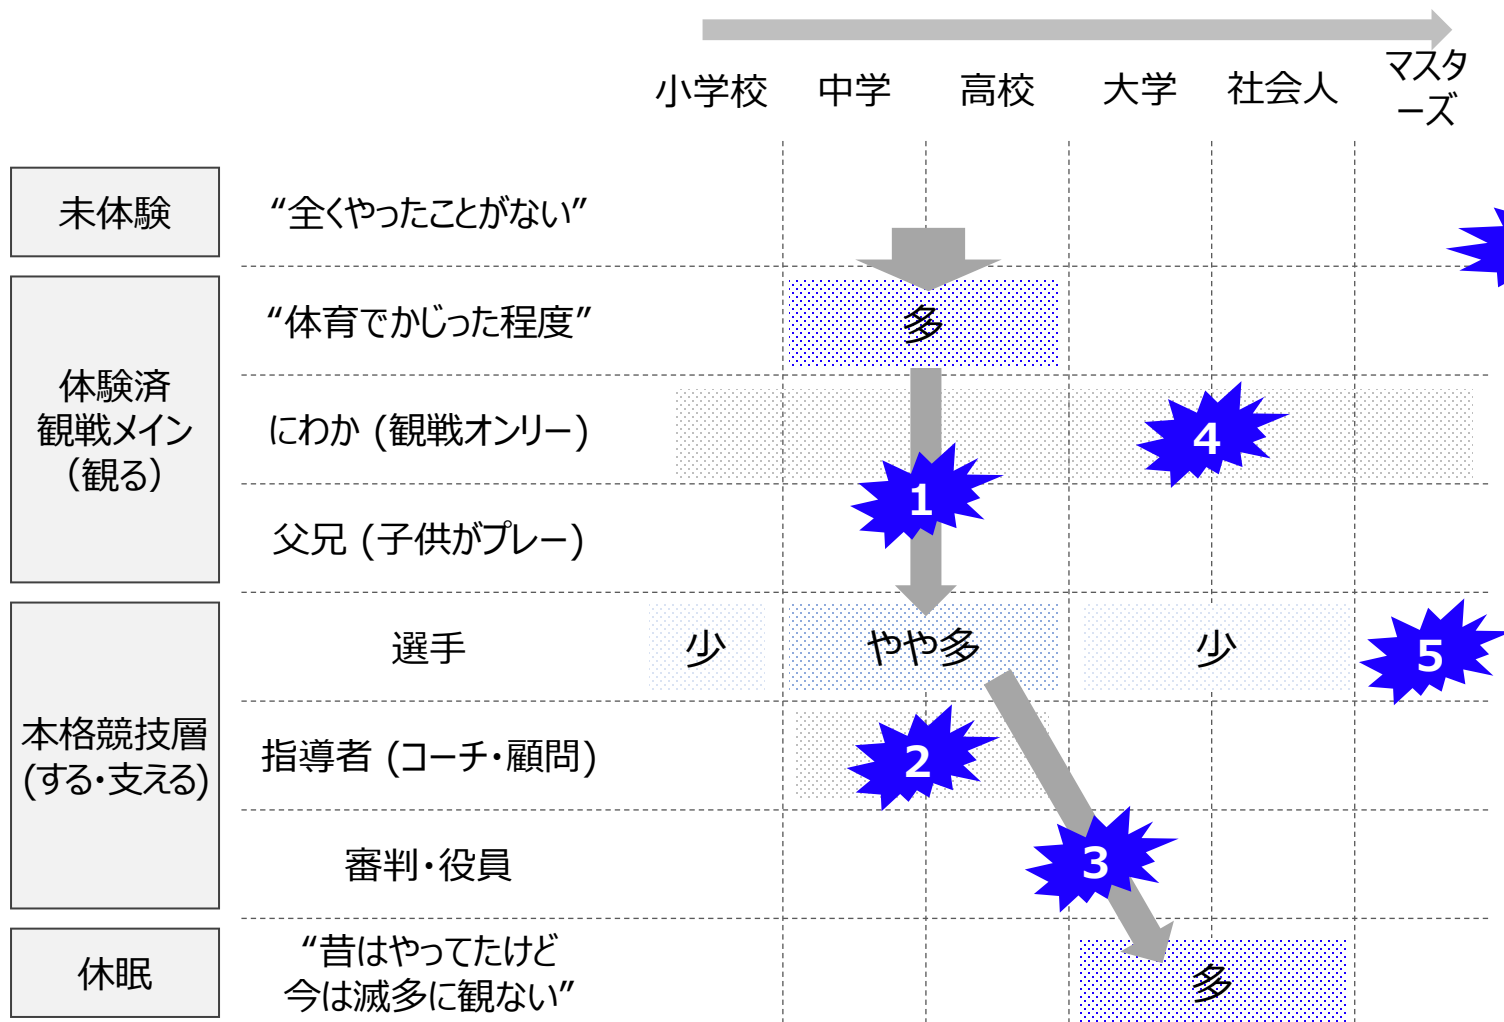 小学校
中学
高校
大学
社会人
マスタ
ーズ
未体験
“全くやったことがない”
体験済
観戦メイン
（観る）
“体育でかじった程度”
多
にわか (観戦オンリー)
4
1
父兄 (子供がプレー)
本格競技層
(する・支える)
選手
少
やや多
少
5
指導者 (コーチ・顧問)
2
審判・役員
3
休眠
“昔はやってたけど
今は滅多に観ない”
多